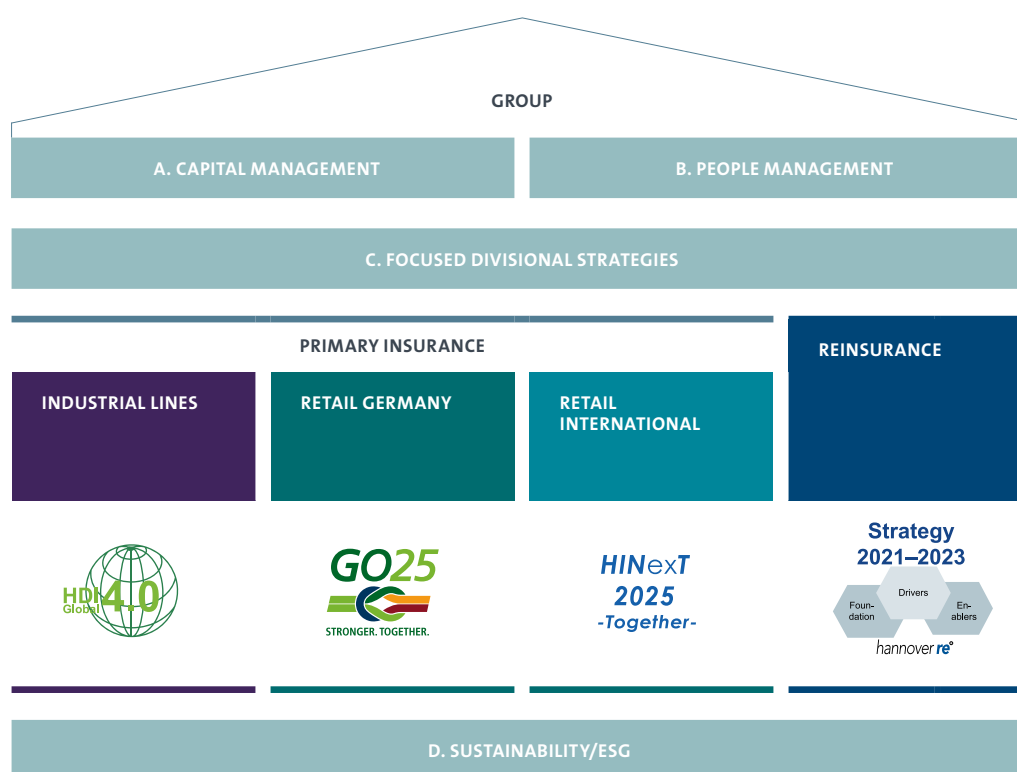 GROUP
A. CAPITAL MANAGEMENT
B. PEOPLE MANAGEMENT
C. FOCUSED DIVISIONAL STRATEGIES
PRIMARY INSURANCE
REINSURANCE
INDUSTRIAL LINES
RETAIL GERMANY
RETAIL
INTERNATIONAL
HDI
Global
4.0
GO25
STRONGER. TOGETHER.
HINexT
2025
-Together-
Strategy
2021–2023
Drivers
Foun-
dation
En-
ablers
hannover re°
D. SUSTAINABILITY/ESG